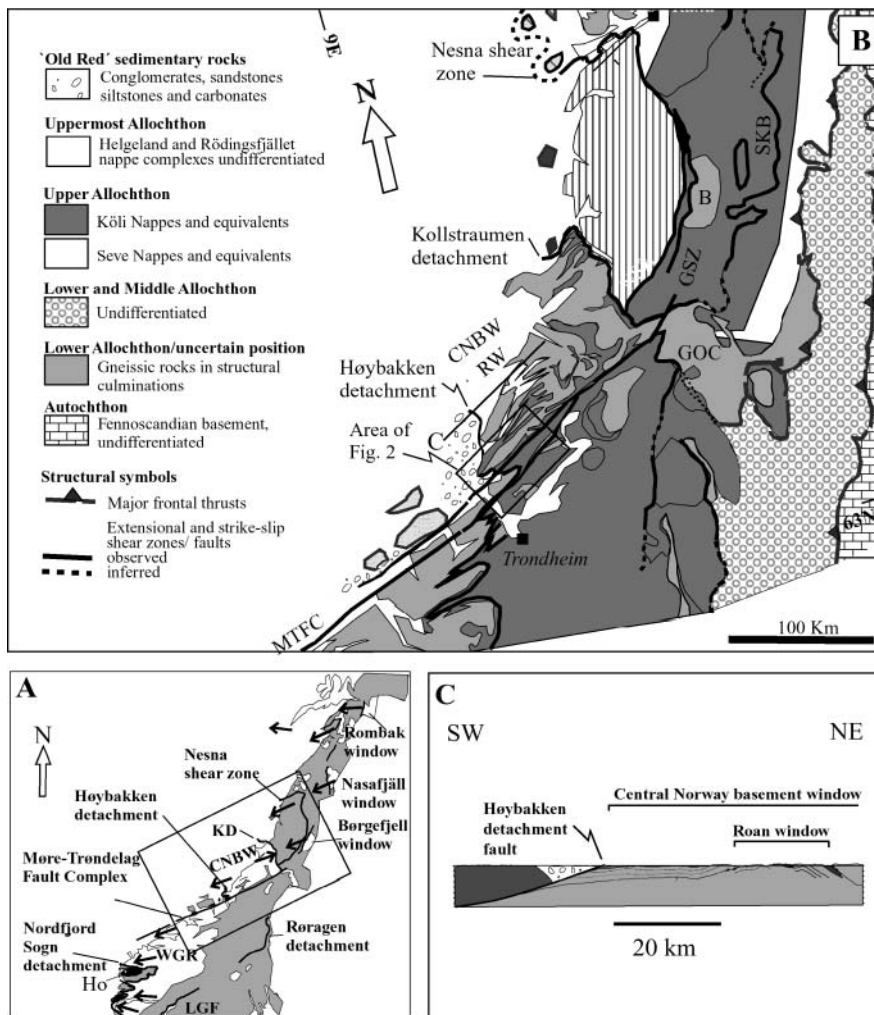 B
9E
N
`Old Red´ sedimentary rocks
Conglomerates, sandstones
siltstones and carbonates
Uppermost Allochthon
Helgeland and Rödingsfjället
nappe complexes undifferentiated
Upper Allochthon
Köli Nappes and equivalents
Seve Nappes and equivalents
Lower and Middle Allochthon
Undifferentiated
Lower Allochthon/uncertain position
Gneissic rocks in structural
culminations
Autochthon
Fennoscandian basement,
undifferentiated
Structural symbols
Major frontal thrusts
Extensional and strike-slip
shear zones/ faults
observed
inferred
Nesna shear
zone
SKB
B
Kollstraumen
detachment
GSZ
CNBW
RW
GOC
Høybakken
detachment
C
Area of
Fig. 2
63N
Trondheim
MTFC
100 Km
A
N
Rombak
window
Nesna
shear zone
Nasafjäll
window
Høybakken
detachment
KD
Børgefjell
window
CNBW
Møre-Trøndelag
Fault Complex
Nordfjord
Sogn
detachment
WGR
Røragen
detachment
Ho
LGF
C
SW
NE
Høybakken
detachment
fault
Central Norway basement window
Roan window
20 km